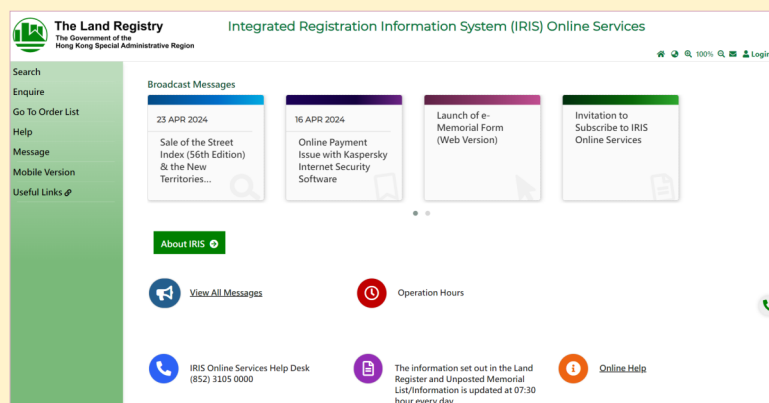 The Land Registry
The Government of the
Hong Kong Special Administrative Region
Integrated Registration Information System (IRIS) Online Services
100%
Login
Search
Enquire
Go To Order List
Help
Message
Mobile Version
Useful Links
Broadcast Messages
23 APR 2024
Sale of the Street
Index (56th Edition)
& the New
Territories...
16 APR 2024
Online Payment
Issue with Kaspersky
Internet Security
Software
Launch of e-
Memorial Form
(Web Version)
Invitation to
Subscribe to IRIS
Online Services
About IRIS
View All Messages
Operation Hours
IRIS Online Services Help Desk
(852) 3105 0000
The information set out in the Land
Register and Unposted Memorial
List/Information is updated at 07:30
hour every day
Online Help